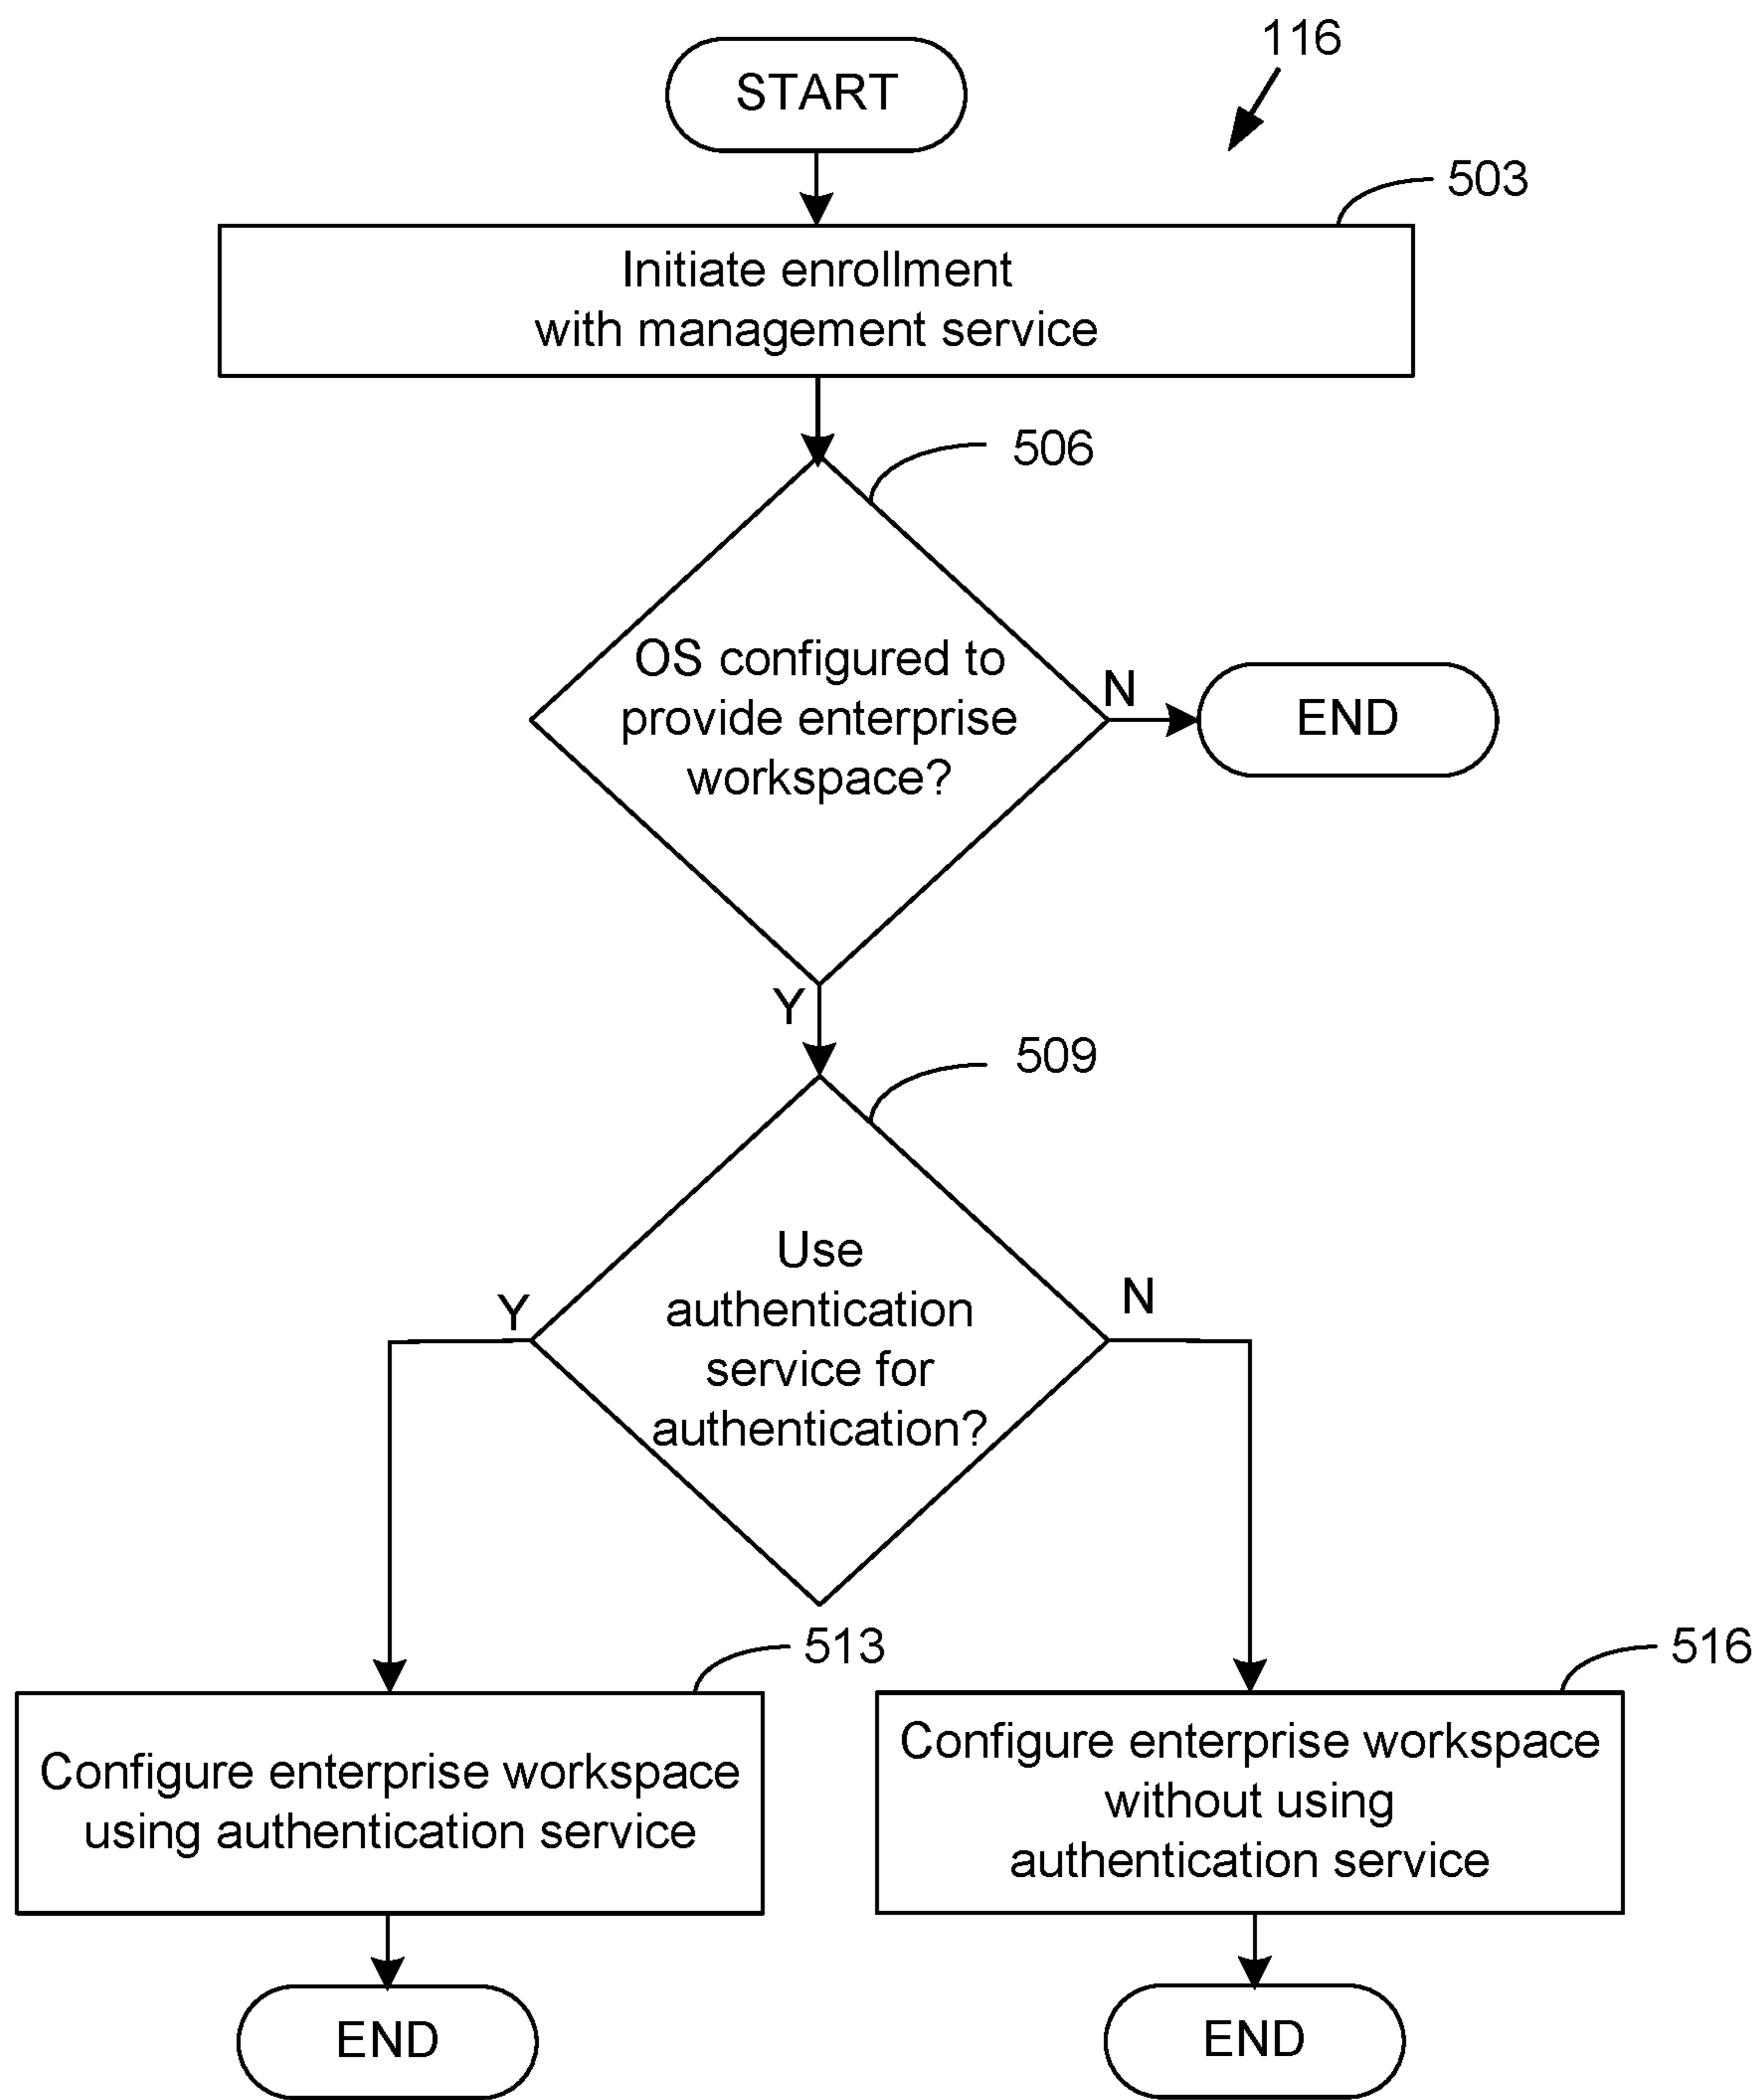 116
START
503
Initiate enrollment
with management service
506
OS configured to
provide enterprise
workspace?
N
END
Y
509
Use
authentication
service for
authentication?
Y
N
513
Configure enterprise workspace
using authentication service
516
Configure enterprise workspace
without using
authentication service
END
END